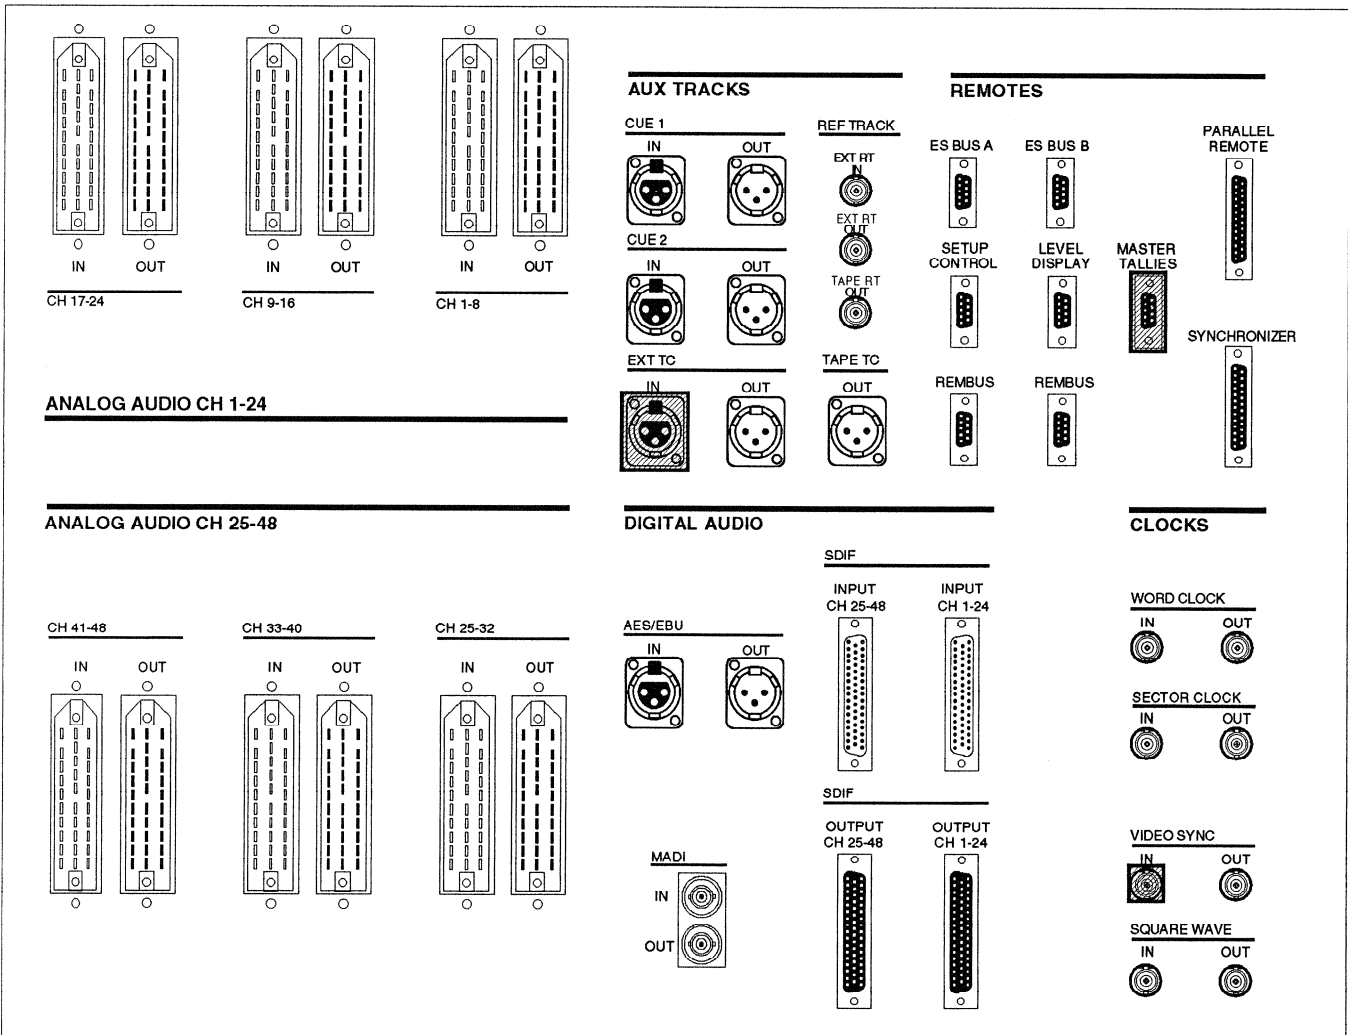 IN OUT
CH 17-24
IN OUT
CH 9-16
IN OUT
CH 1-8
ANALOG AUDIO CH 1-24
ANALOG AUDIO CH 25-48
CH 41-48
IN OUT
CH 33-40
IN OUT
CH 25-32
IN OUT
AUX TRACKS
CUE 1
IN OUT
CUE 2
IN OUT
EXT TC
IN OUT
REF TRACK
EXT RT
IN
EXT RT
OUT
TAPE RT
OUT
TAPE TC
OUT
REMOTES
ES BUS A
ES BUS B
PARALLEL
REMOTE
SETUP
CONTROL
LEVEL
DISPLAY
MASTER
TALLIES
SYNCHRONIZER
REMBUS
REMBUS
DIGITAL AUDIO
AES/EBU
IN OUT
MADI
IN
OUT
SDIF
INPUT
CH 25-48
INPUT
CH 1-24
SDIF
OUTPUT
CH 25-48
OUTPUT
CH 1-24
CLOCKS
WORD CLOCK
IN OUT
SECTOR CLOCK
IN OUT
VIDEO SYNC
IN OUT
SQUARE WAVE
IN OUT